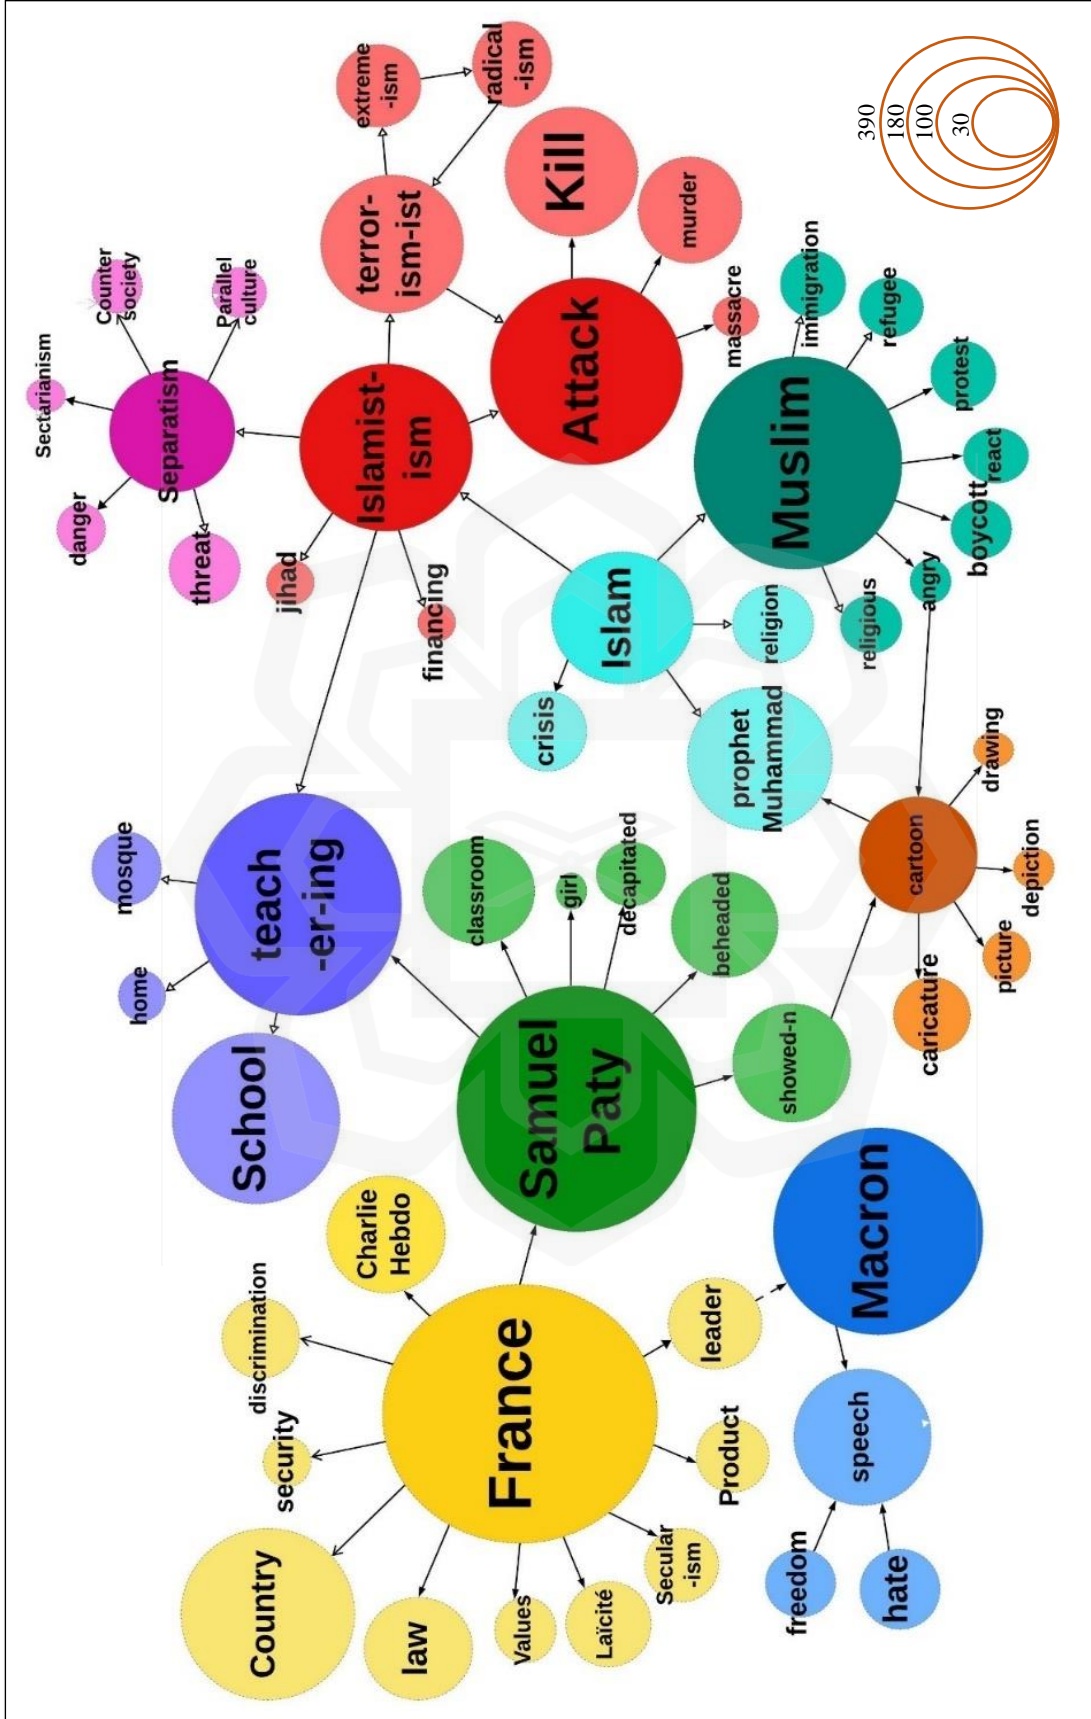 Country
law
Values
Laïcité
Secular
-ism
security
discrimination
Charlie
Hebdo
France
Product
leader
freedom
hate
speech
Macron
School
home
mosque
teach
-er-ing
Samuel
Paty
classroom
girl
decapitated
beheaded
showed-n
caricature
picture
depiction
drawing
cartoon
danger
threat
Sectarianism
Separatism
Counter
society
Parallel
culture
jihad
financing
Islamist-
ism
crisis
Islam
prophet
Muhammad
religion
terror-
ism-ist
extreme
-ism
radical
-ism
Attack
Kill
murder
massacre
Muslim
religious
angry
boycott
react
protest
refugee
immigration
390
180
100
30